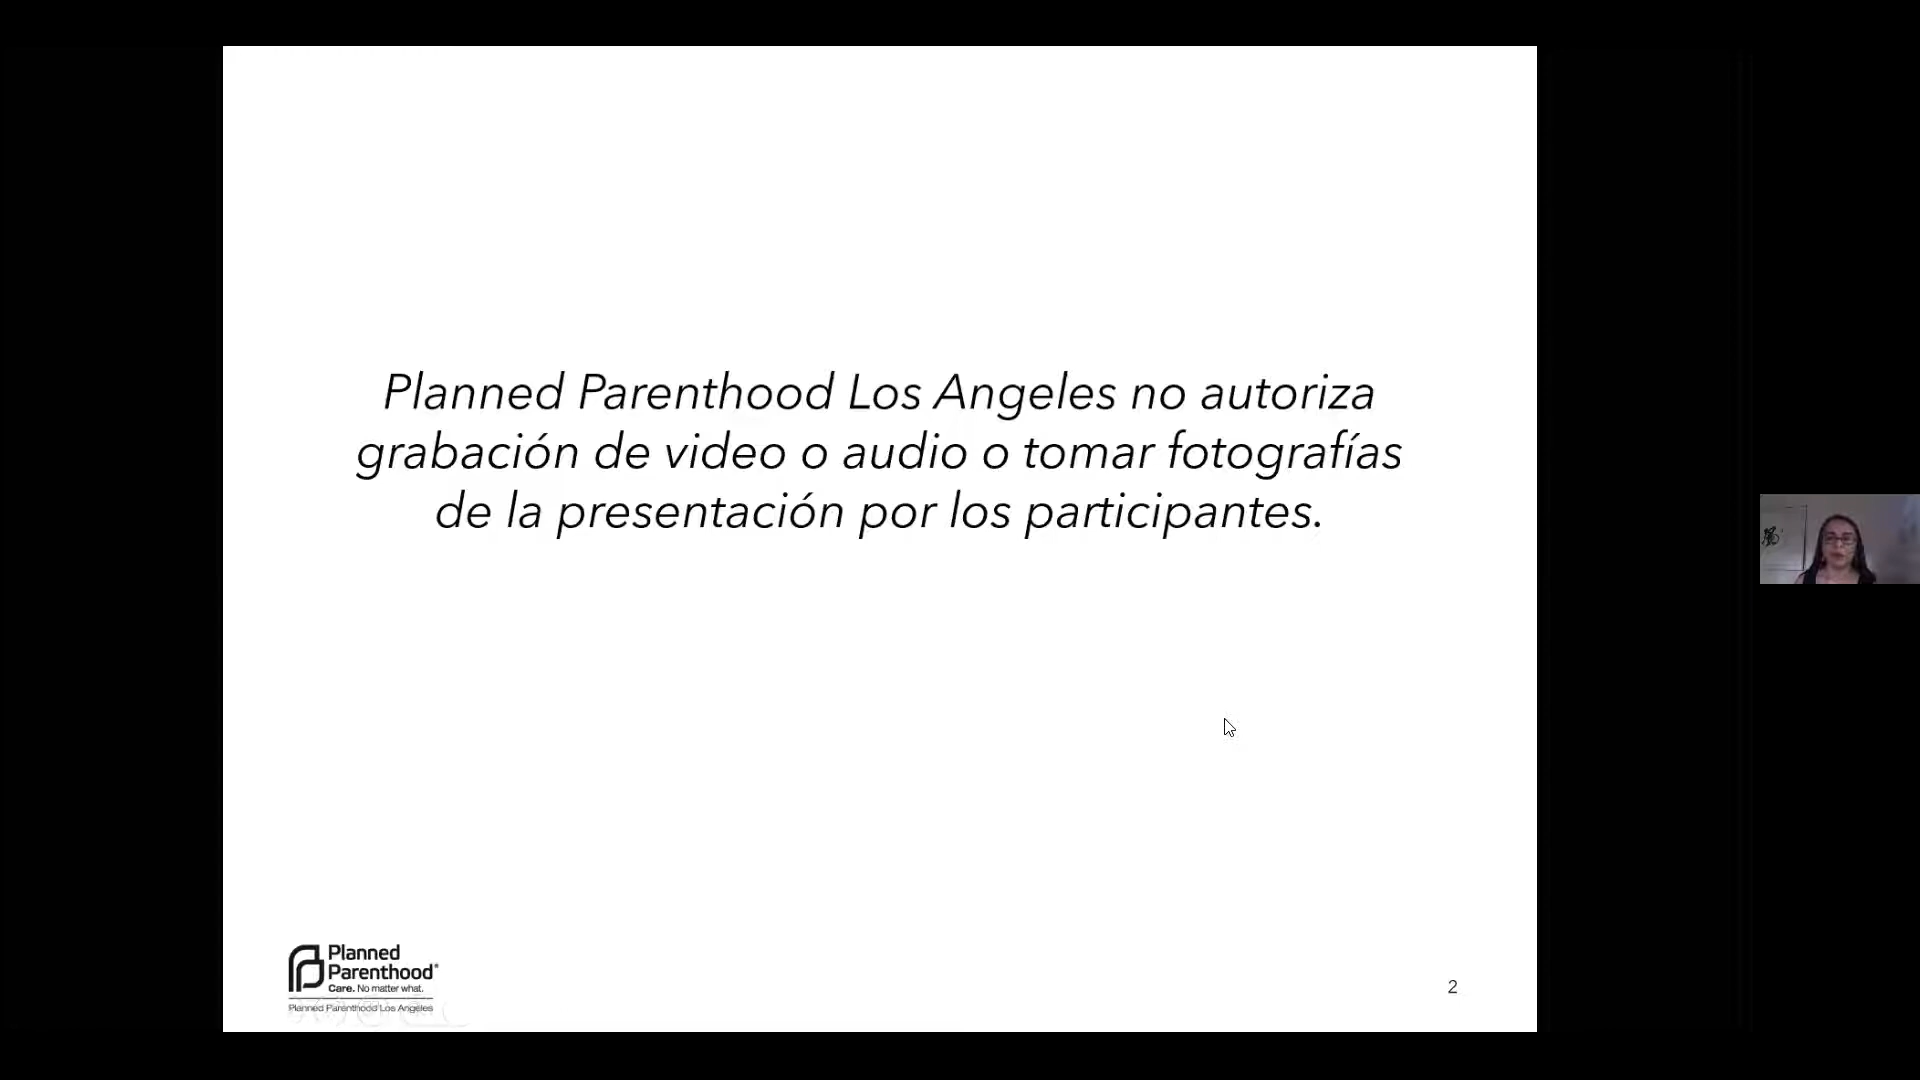 Planned Parenthood Los Angeles no autoriza
grabación de video o audio o tomar fotografías
de la presentación por los participantes.
Planned
Parenthood®
Care. No matter what.
Planned Parenthood Los Angeles
2